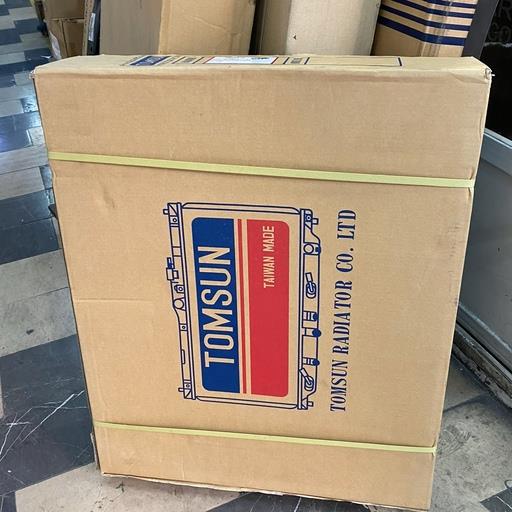 TOMSUN
TAIWAN MADE
TOMSUN RADIATOR CO. LTD